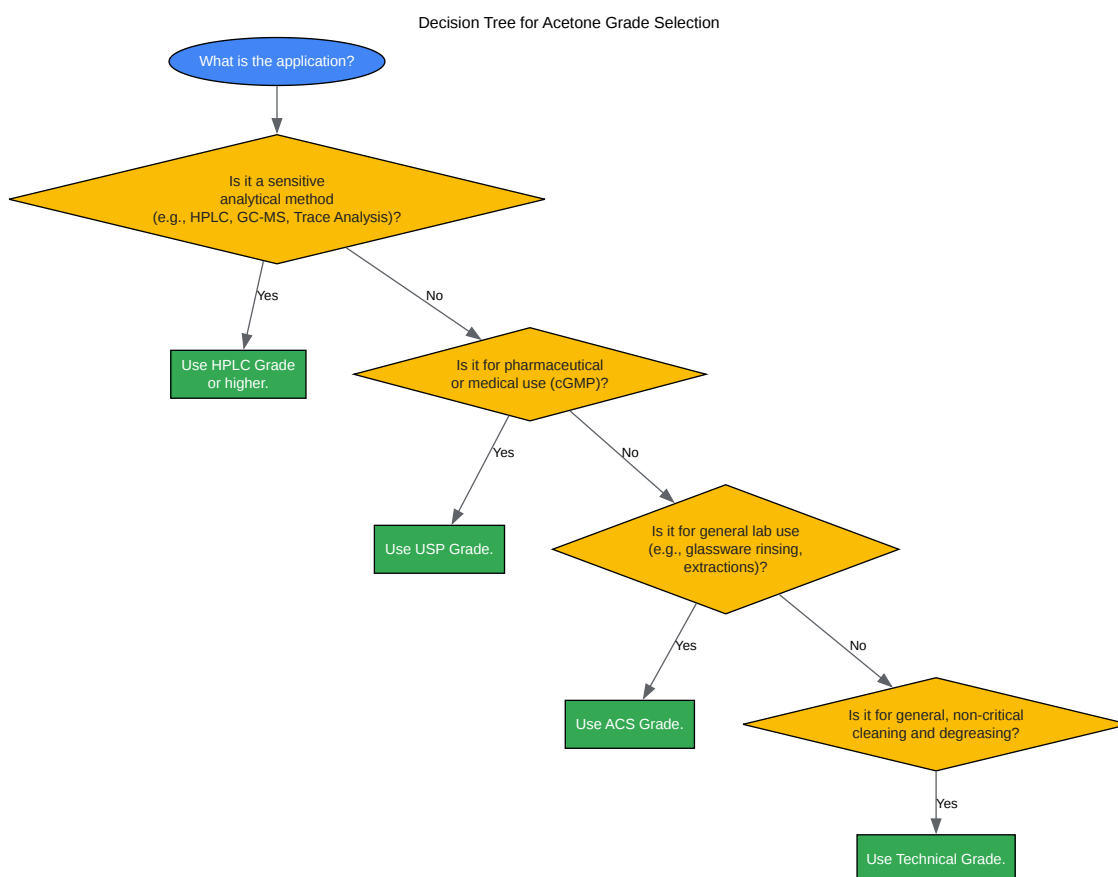 Decision Tree for Acetone Grade Selection
What is the application?
Is it a sensitive
analytical method
(e.g., HPLC, GC-MS, Trace Analysis)?
Yes
No
Use HPLC Grade
or higher.
Is it for pharmaceutical
or medical use (cGMP)?
Yes
No
Use USP Grade.
Is it for general lab use
(e.g., glassware rinsing,
extractions)?
Yes
No
Use ACS Grade.
Is it for general, non-critical
cleaning and degreasing?
Yes
Use Technical Grade.